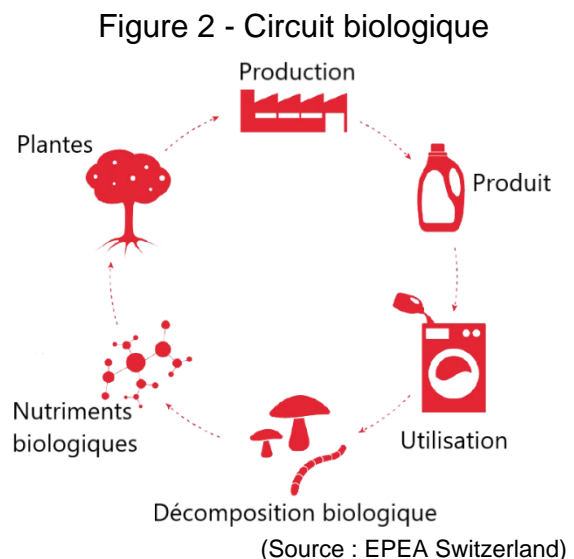 Figure 2 - Circuit biologique
Production
Plantes
Produit
Nutriments
biologiques
Utilisation
Décomposition biologique
(Source : EPEA Switzerland)